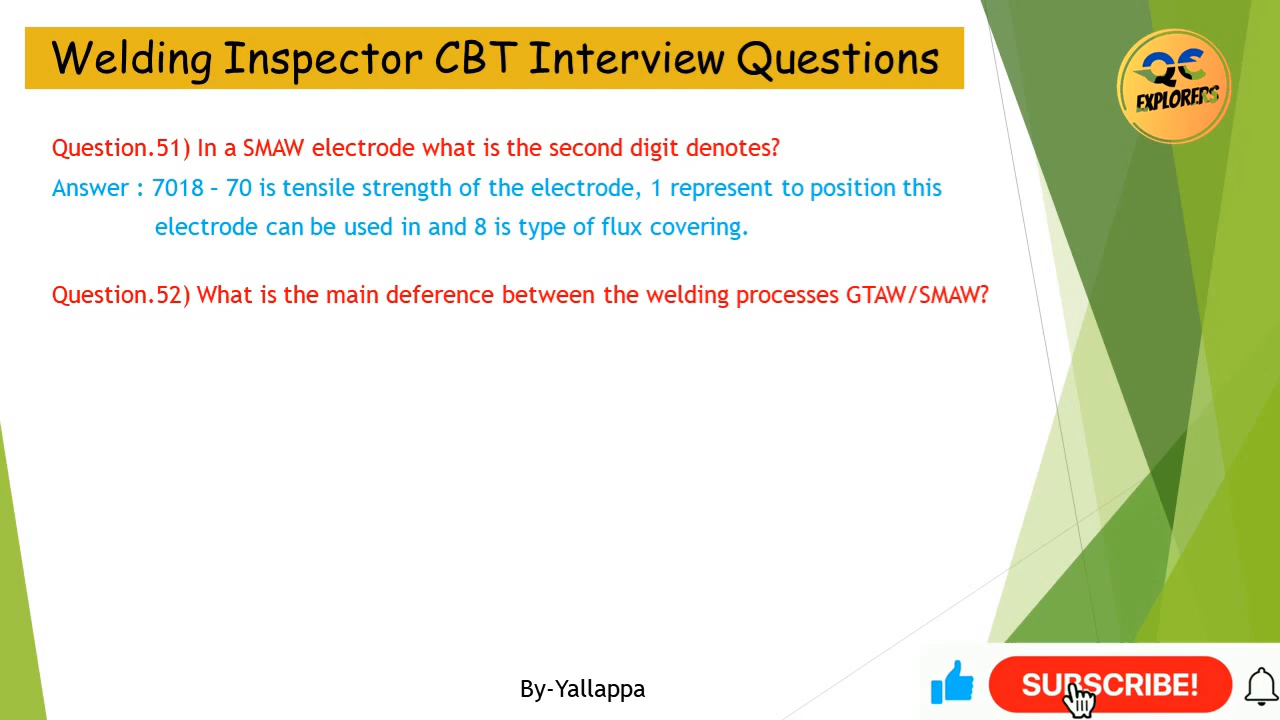 Welding Inspector CBT Interview Questions
QE
EXPLORERS
Question.51) In a SMAW electrode what is the second digit denotes?
Answer : 7018 – 70 is tensile strength of the electrode, 1 represent to position this
electrode can be used in and 8 is type of flux covering.
Question.52) What is the main deference between the welding processes GTAW/SMAW?
By-Yallappa
SUBSCRIBE!